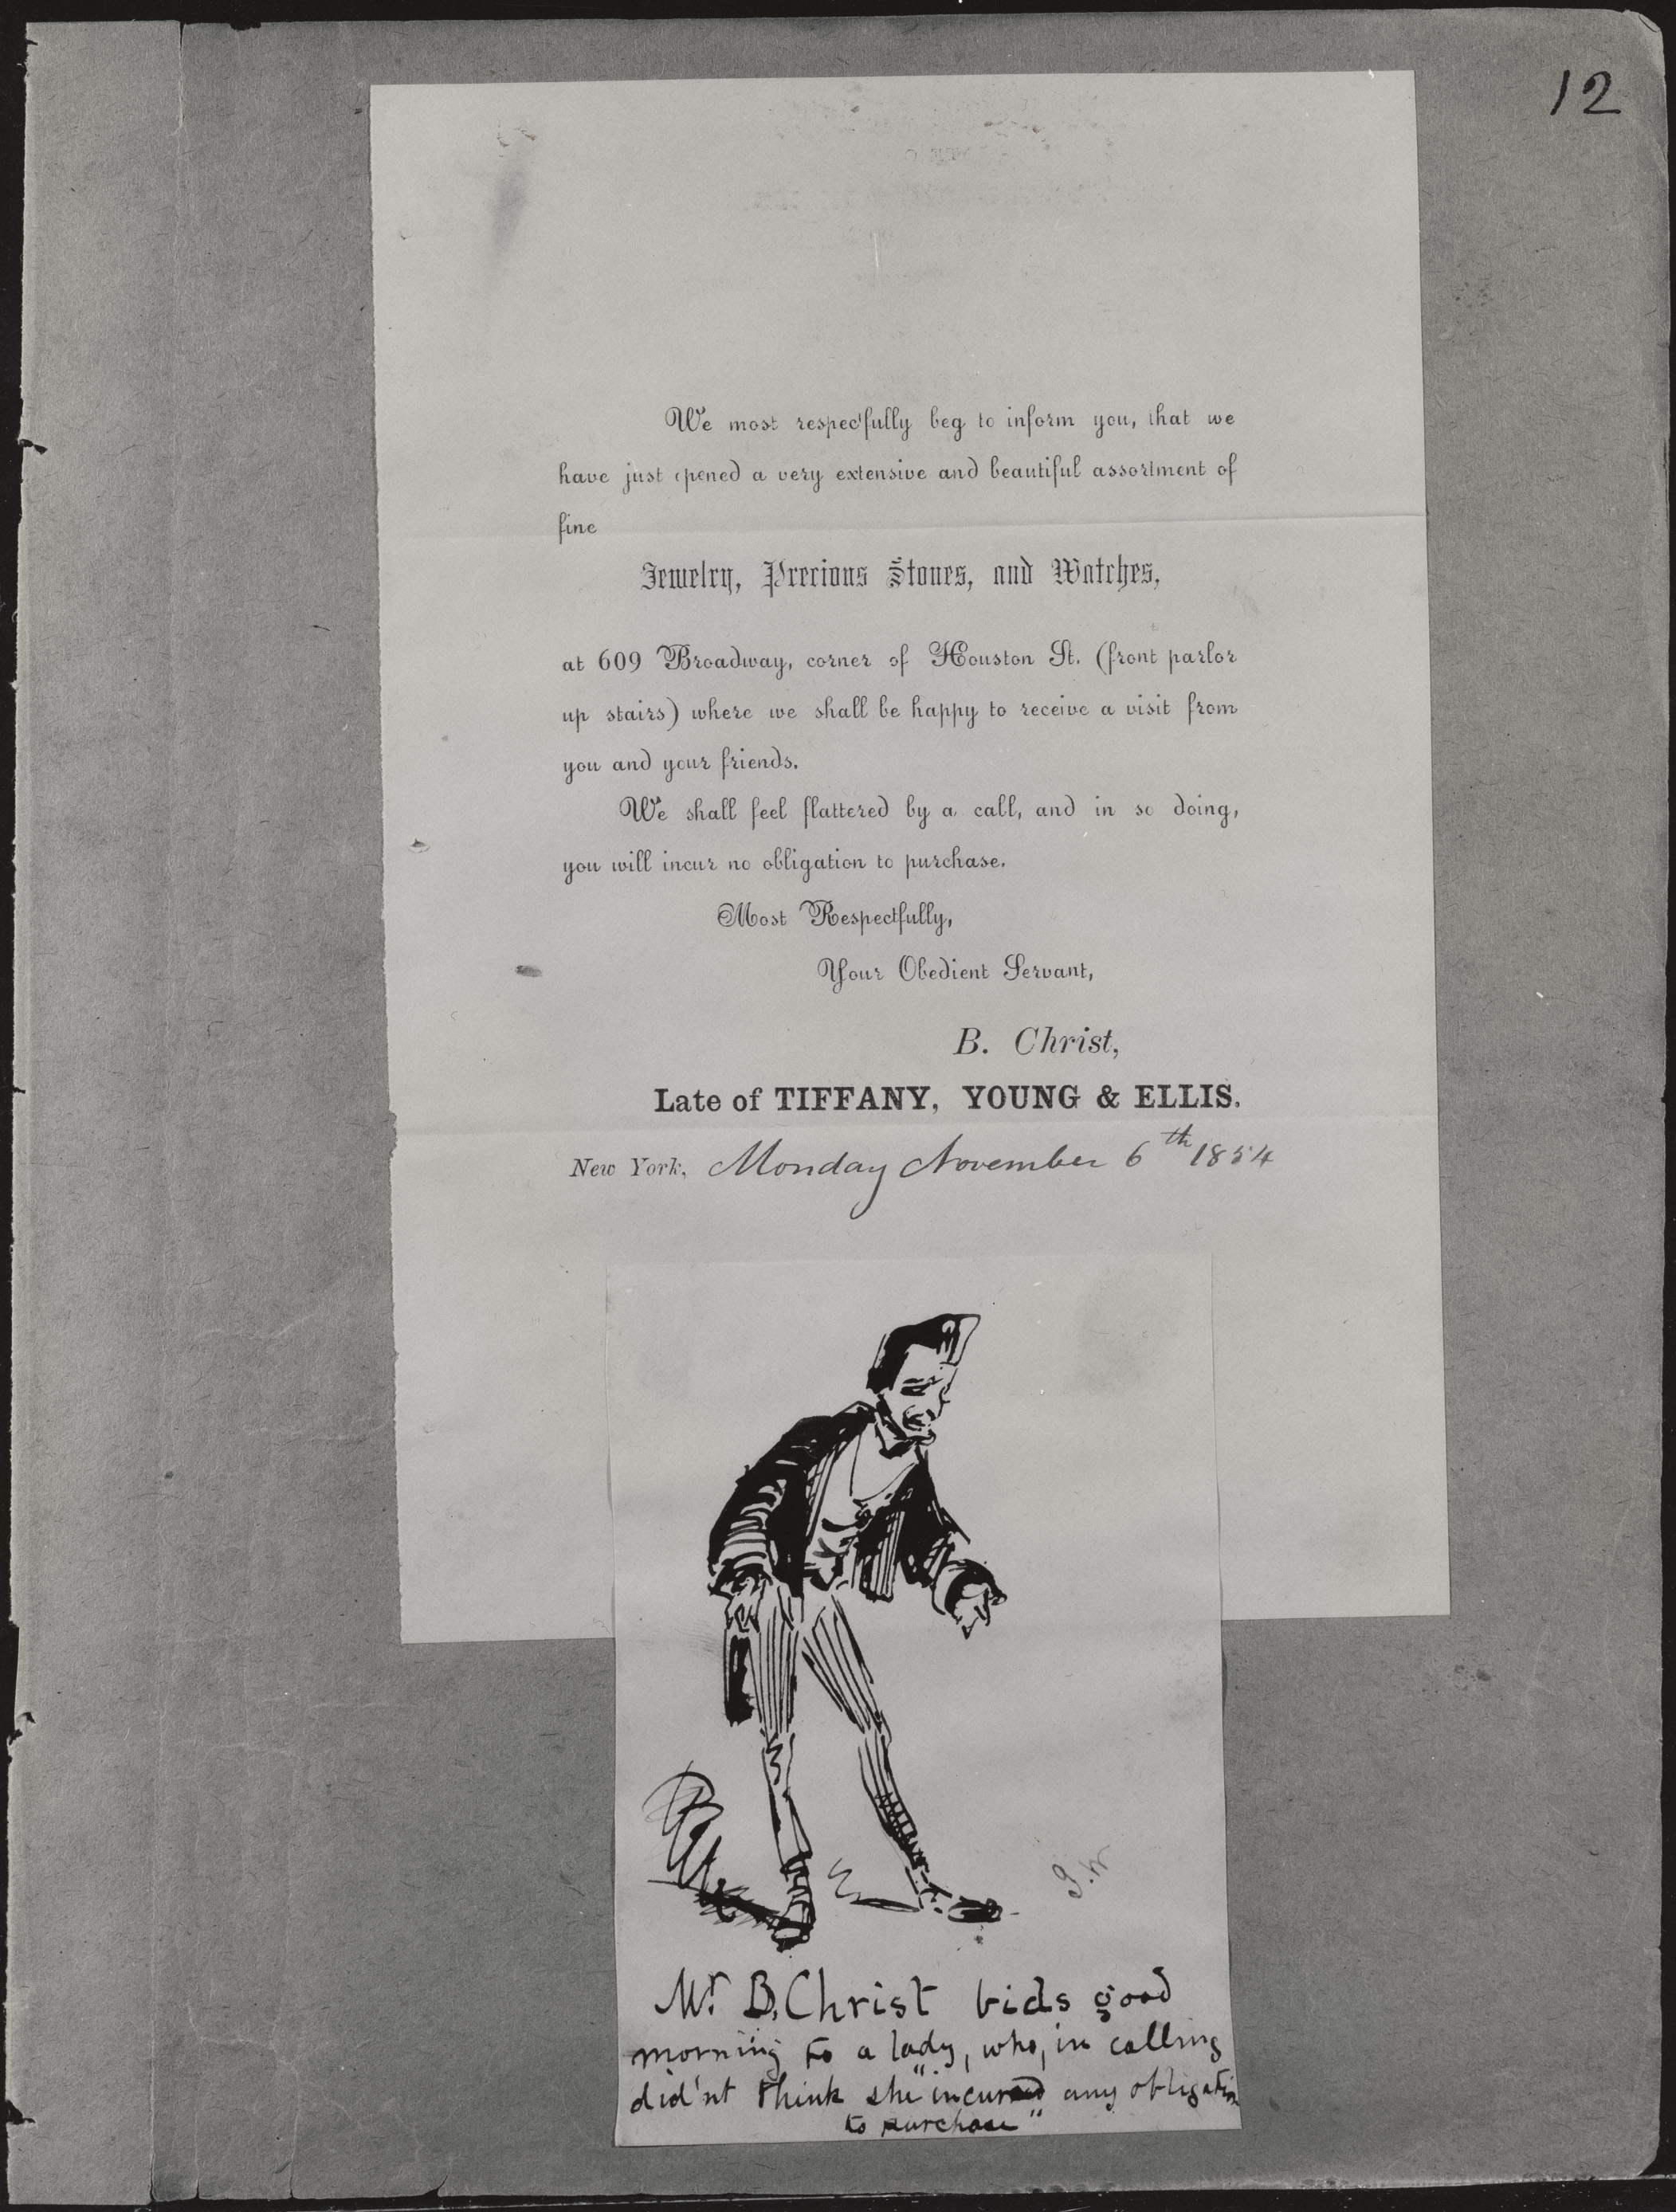 12
We most respectfully beg to inform you, that we
have just opened a very extensive and beautiful assortment of
fine
Jewelry, Precious Stones, and Watches,
at 609 Broadway, corner of Houston St. (front parlor
up stairs) where we shall be happy to receive a visit from
you and your friends.
We shall feel flattered by a call, and in so doing,
you will incur no obligation to purchase.
Most Respectfully,
Your Obedient Servant,
B. Christ,
Late of TIFFANY, YOUNG & ELLIS.
New York, Monday November 6th 1854
Mr B. Christ bids good
morning to a lady, who, in calling
did'nt think she "incurred any obligation
to purchase"